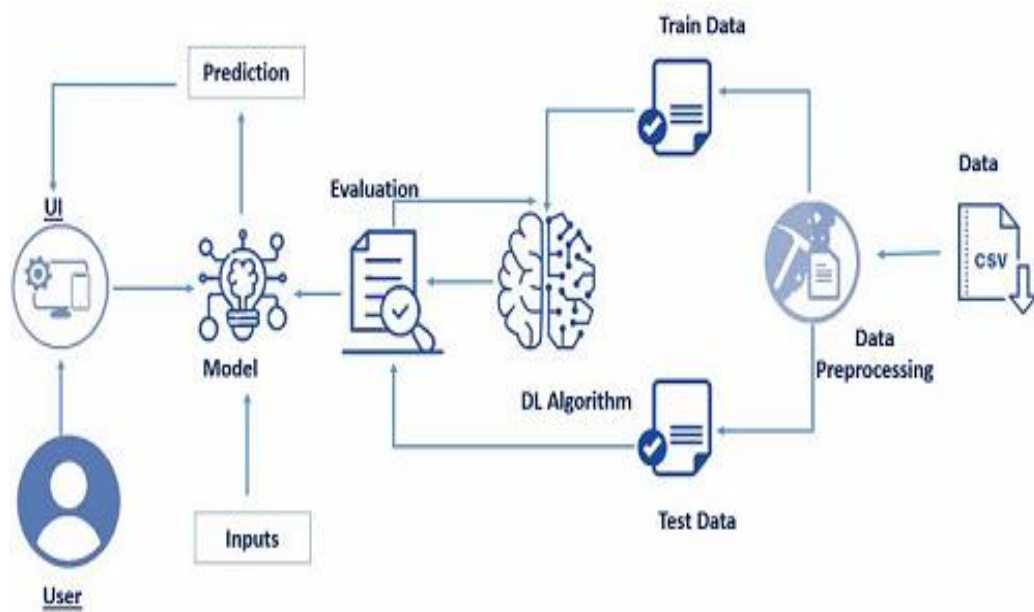 Train Data
Prediction
Data
Evaluation
UI
CSV
Data
Preprocessing
Model
DL Algorithm
Test Data
Inputs
User